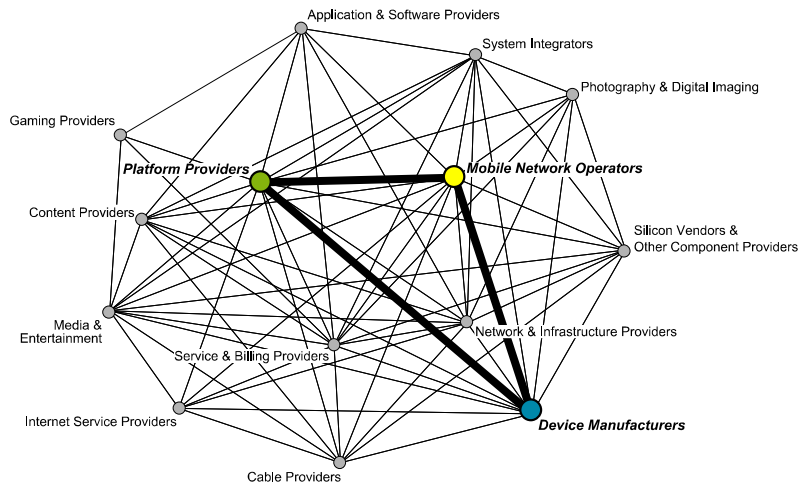 Application & Software Providers
System Integrators
Photography & Digital Imaging
Gaming Providers
Platform Providers
Mobile Network Operators
Content Providers
Silicon Vendors &
Other Component Providers
Media &
Entertainment
Network & Infrastructure Providers
Service & Billing Providers
Internet Service Providers
Device Manufacturers
Cable Providers